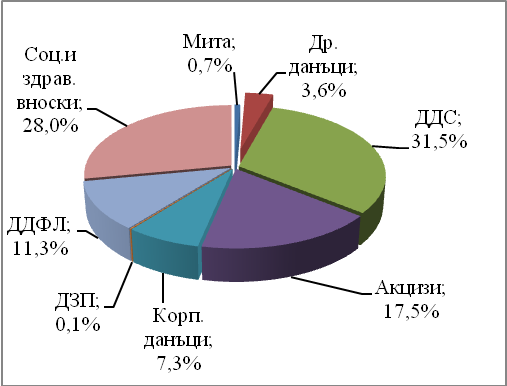 Мита;
0,7%
Др.
данъци;
3,6%
ДДС;
31,5%
Акцизи;
17,5%
Корп.
данъци;
7,3%
ДЗП;
0,1%
ДДФЛ;
11,3%
Соц.и
здрав.
вноски;
28,0%